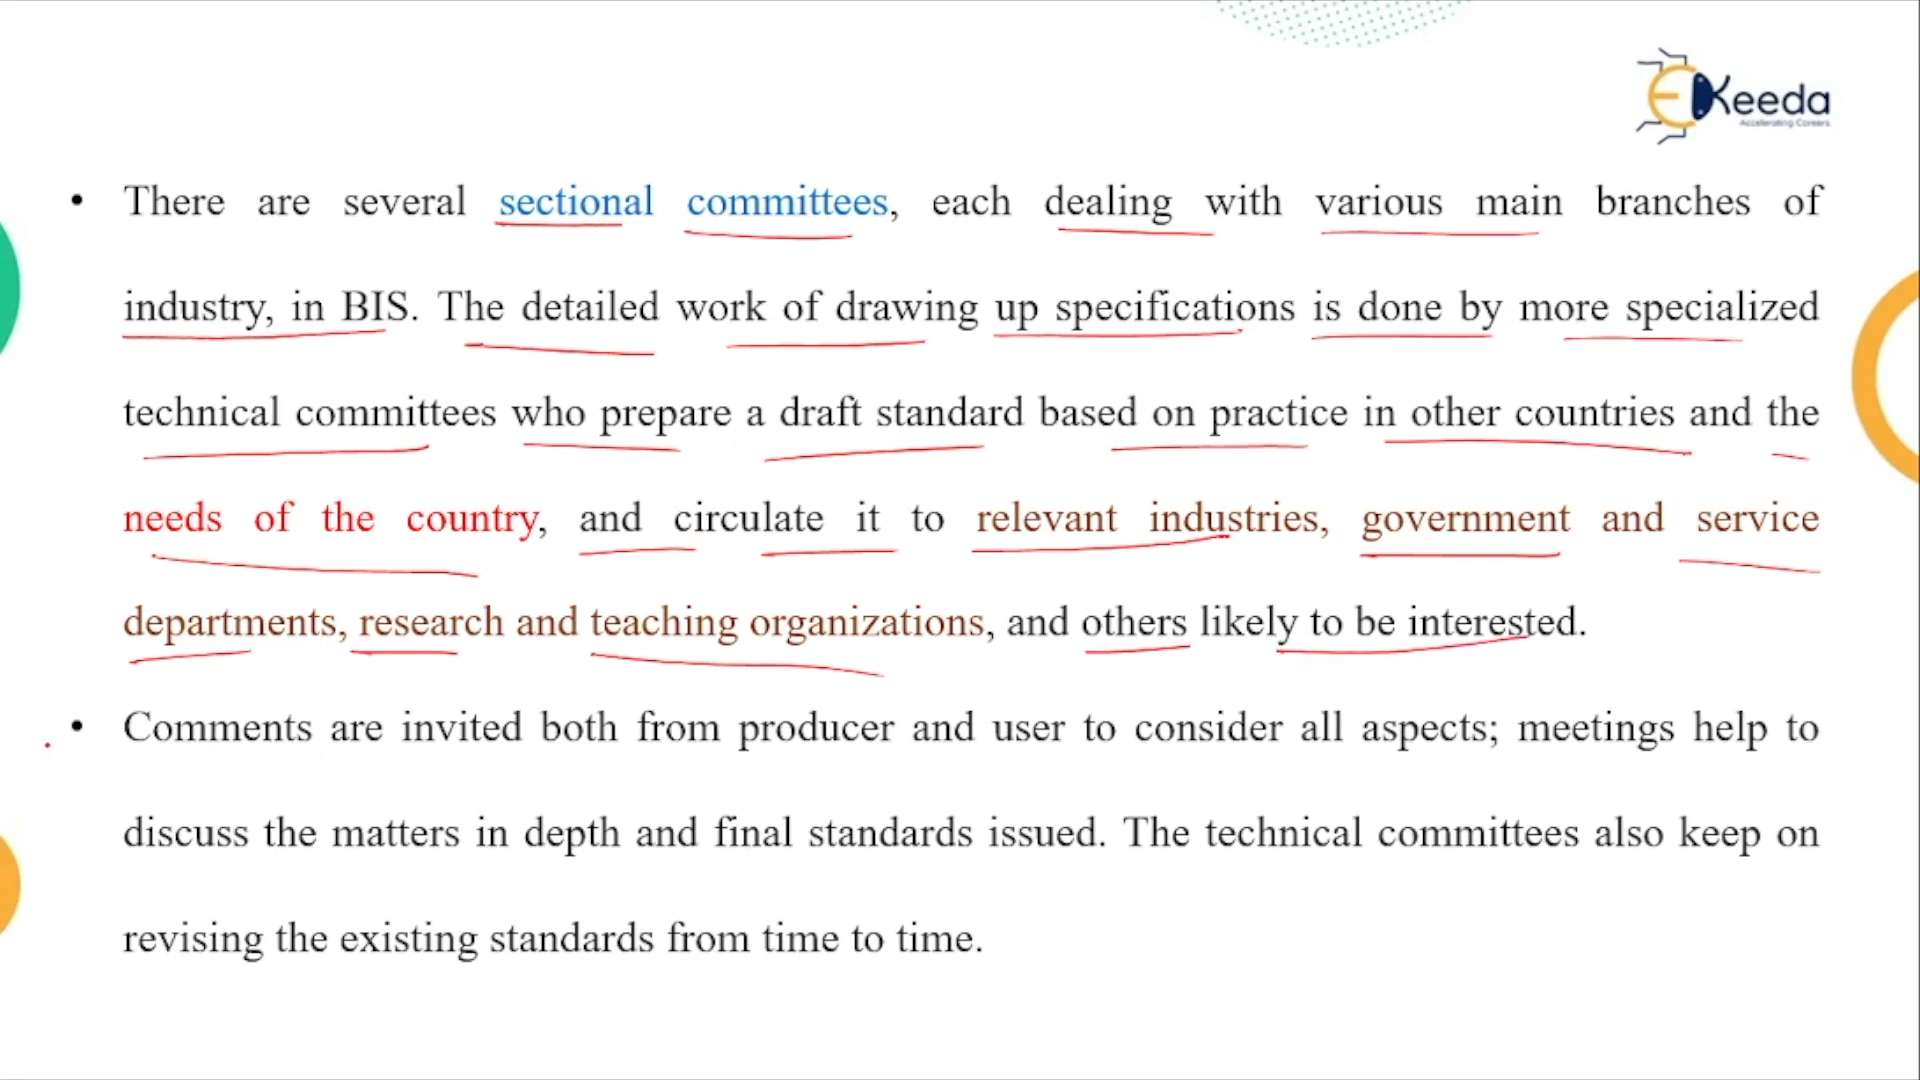 Keeda
Accelerating Careers
• There are several sectional committees, each dealing with various main branches of
industry, in BIS. The detailed work of drawing up specifications is done by more specialized
technical committees who prepare a draft standard based on practice in other countries and the
needs of the country, and circulate it to relevant industries, government and service
departments, research and teaching organizations, and others likely to be interested.
• Comments are invited both from producer and user to consider all aspects; meetings help to
discuss the matters in depth and final standards issued. The technical committees also keep on
revising the existing standards from time to time.